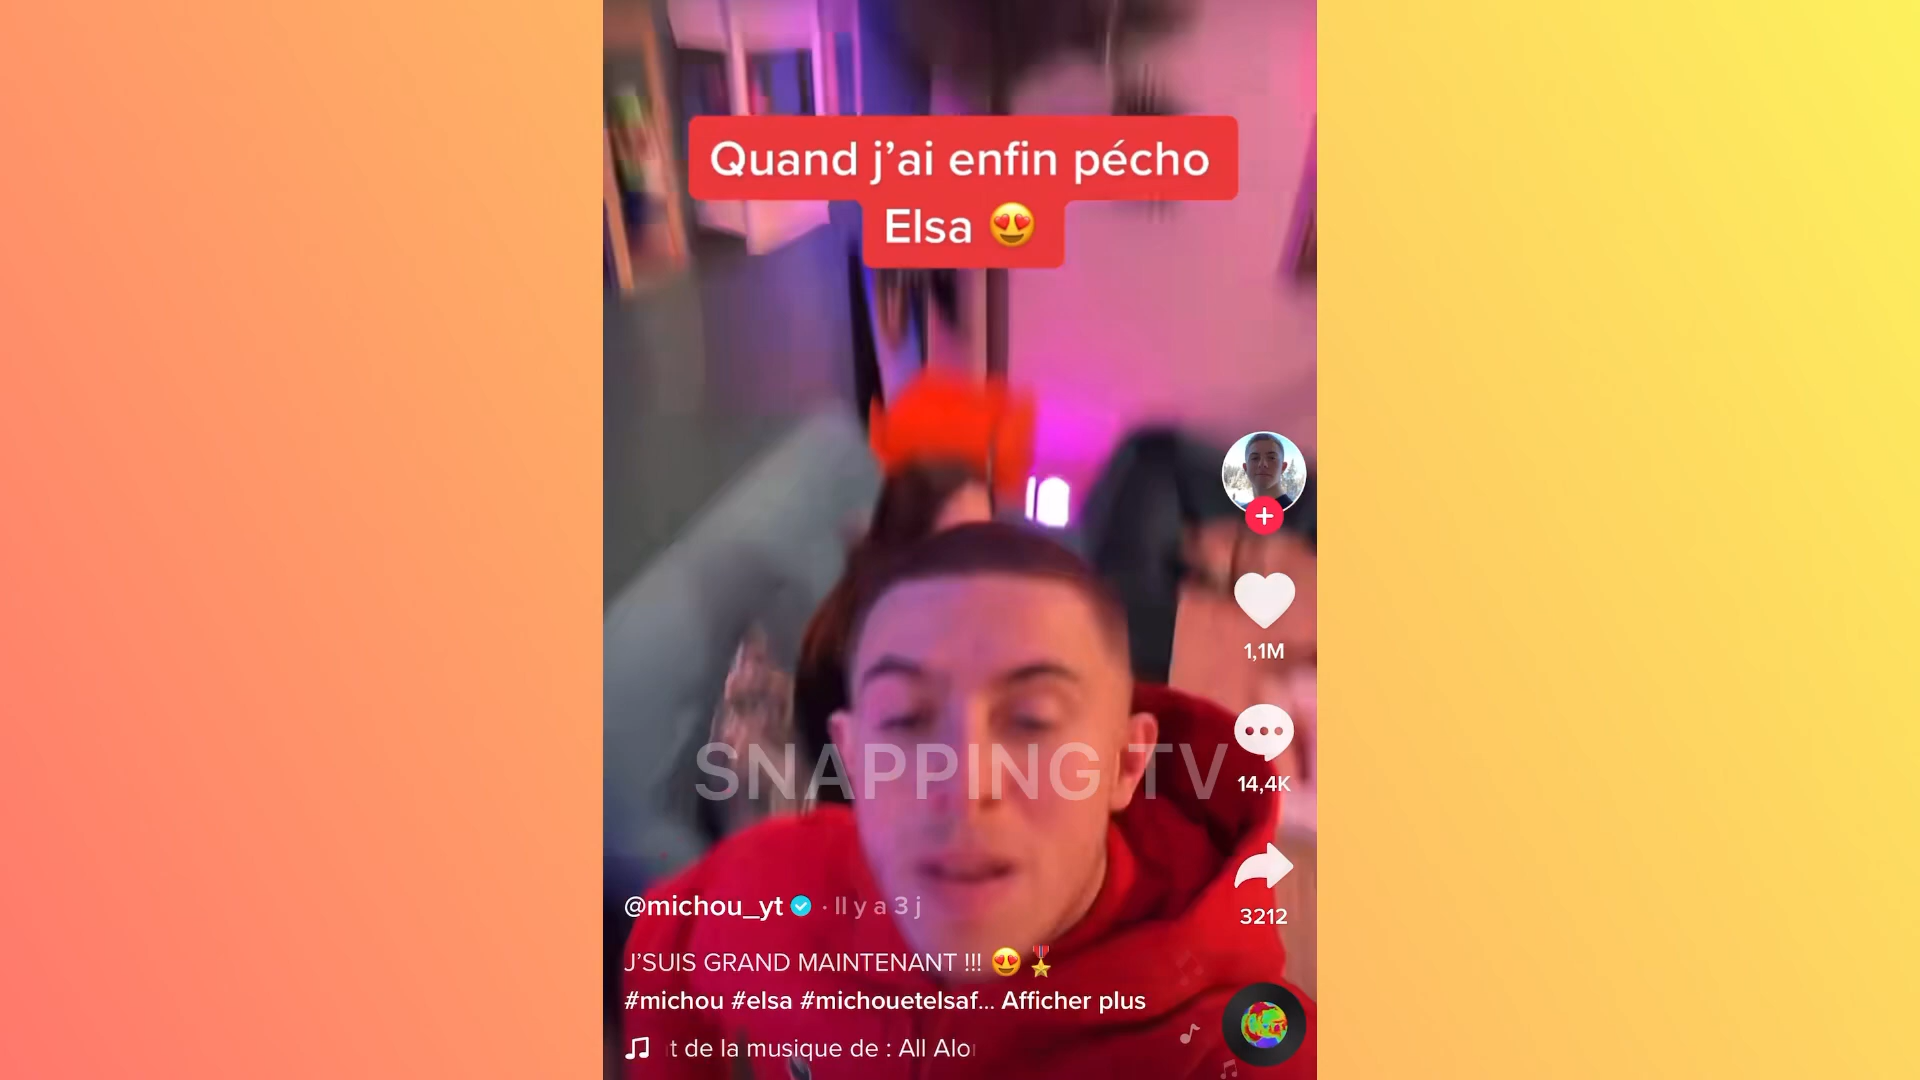 Quand j’ai enfin pécho
Elsa 😍
1,1M
SNAPPING TV
14,4K
3212
@michou_yt · Il y a 3 j
J’SUIS GRAND MAINTENANT !!! 😍🎖️
#michou #elsa #michouetelsaf... Afficher plus
t de la musique de : All Alo